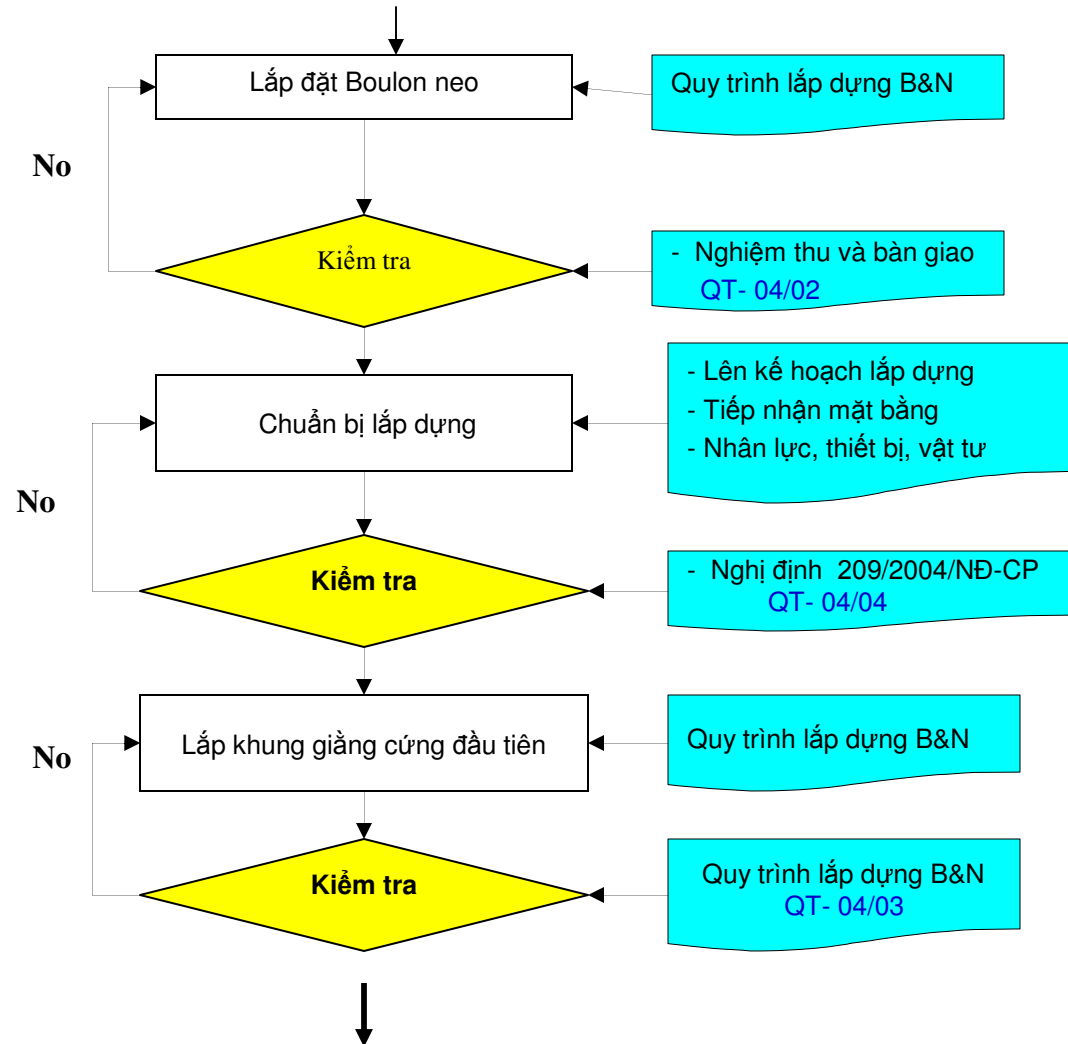 Lắp đặt Boulon neo
Quy trình lắp dựng B&N
No
Kiểm tra
- Nghiệm thu và bàn giao
QT- 04/02
Chuẩn bị lắp dựng
- Lên kế hoạch lắp dựng
- Tiếp nhận mặt bằng
- Nhân lực, thiết bị, vật tư
No
Kiểm tra
- Nghị định 209/2004/NĐ-CP
QT- 04/04
Lắp khung giằng cứng đầu tiên
Quy trình lắp dựng B&N
No
Kiểm tra
Quy trình lắp dựng B&N
QT- 04/03